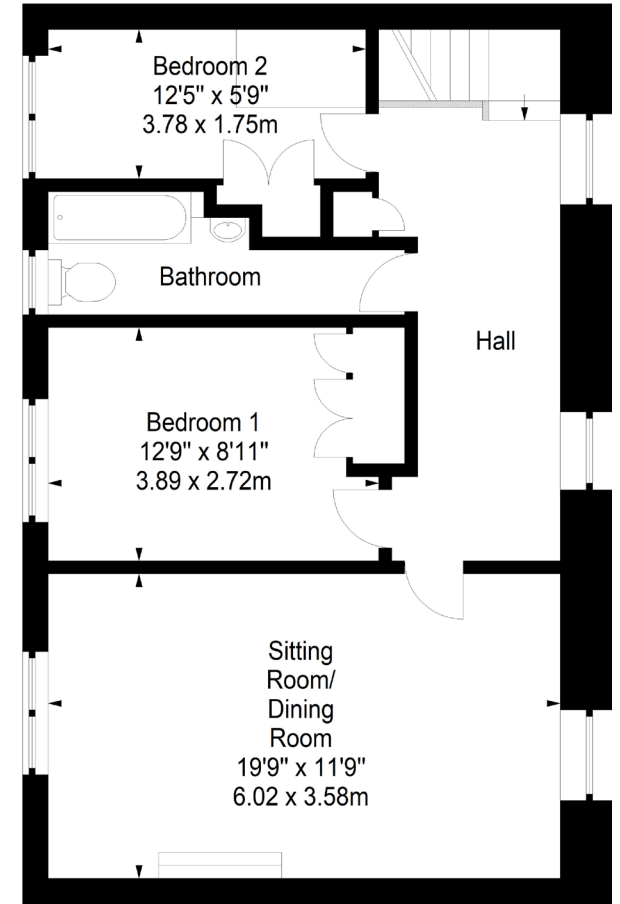 Bedroom 2
12'5" x 5'9"
3.78 x 1.75m
Bathroom
Hall
Bedroom 1
12'9" x 8'11"
3.89 x 2.72m
Sitting
Room/
Dining
Room
19'9" x 11'9"
6.02 x 3.58m